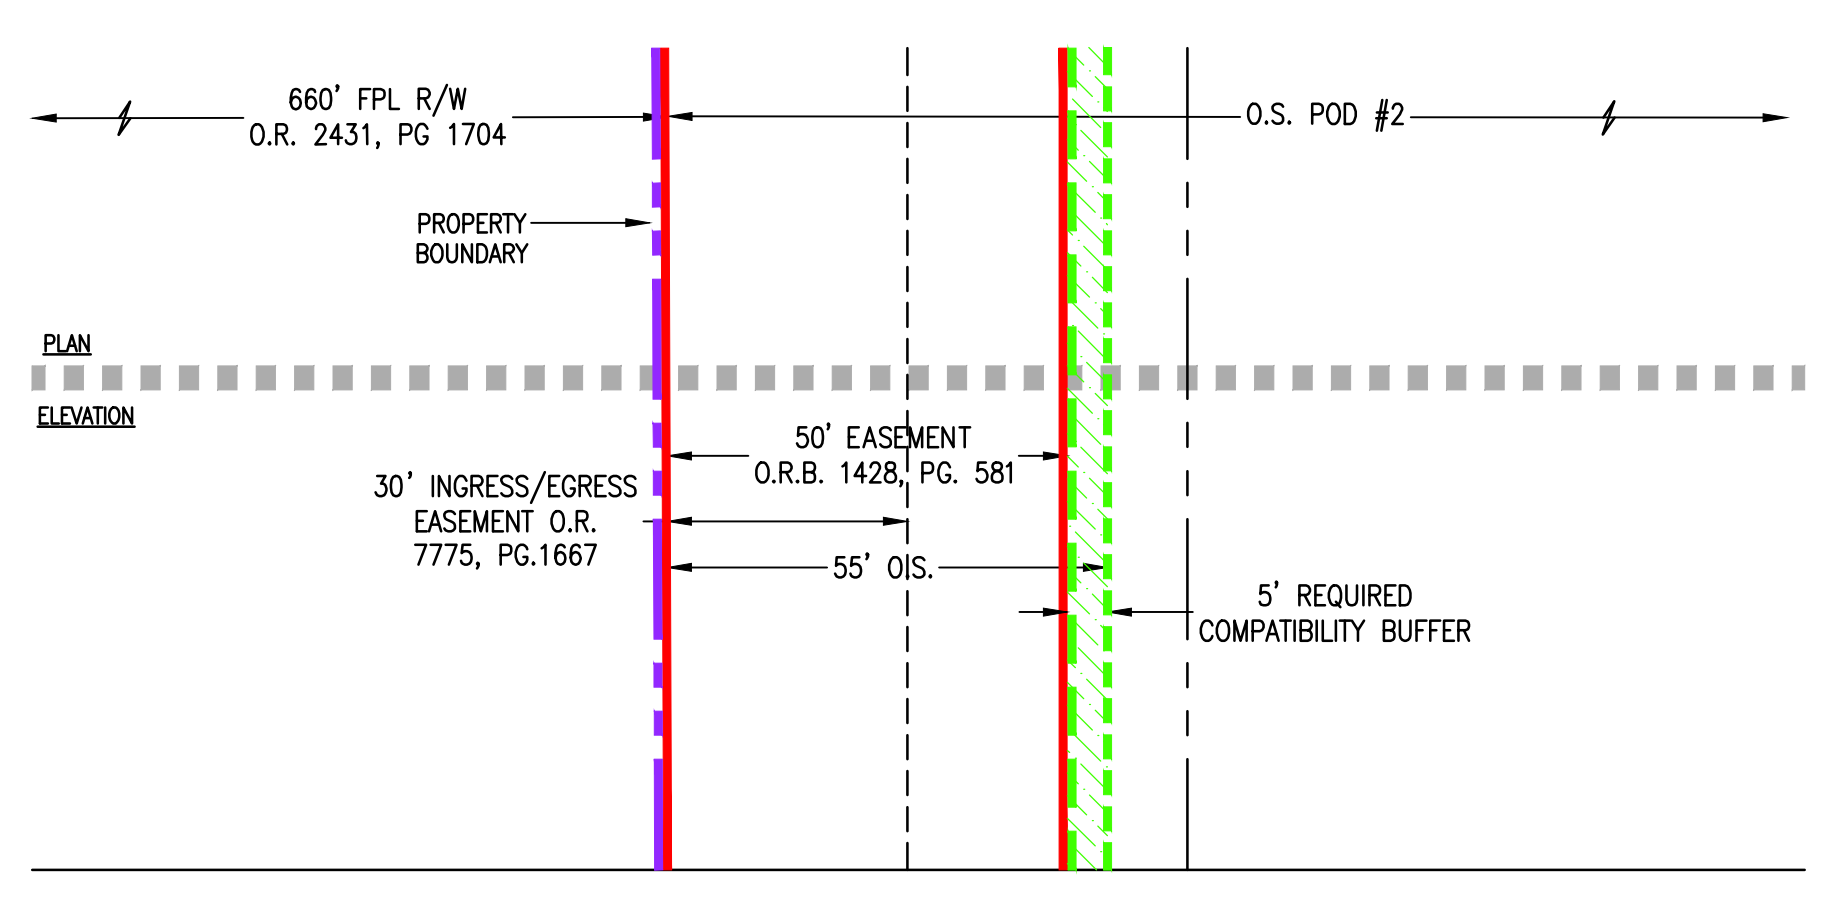 660' FPL R/W
O.R. 2431, PG 1704
O.S. POD #2
PROPERTY
BOUNDARY
PLAN
ELEVATION
50' EASEMENT
O.R.B. 1428, PG. 581
30' INGRESS/EGRESS
EASEMENT O.R.
7775, PG.1667
55' O.S.
5' REQUIRED
COMPATIBILITY BUFFER